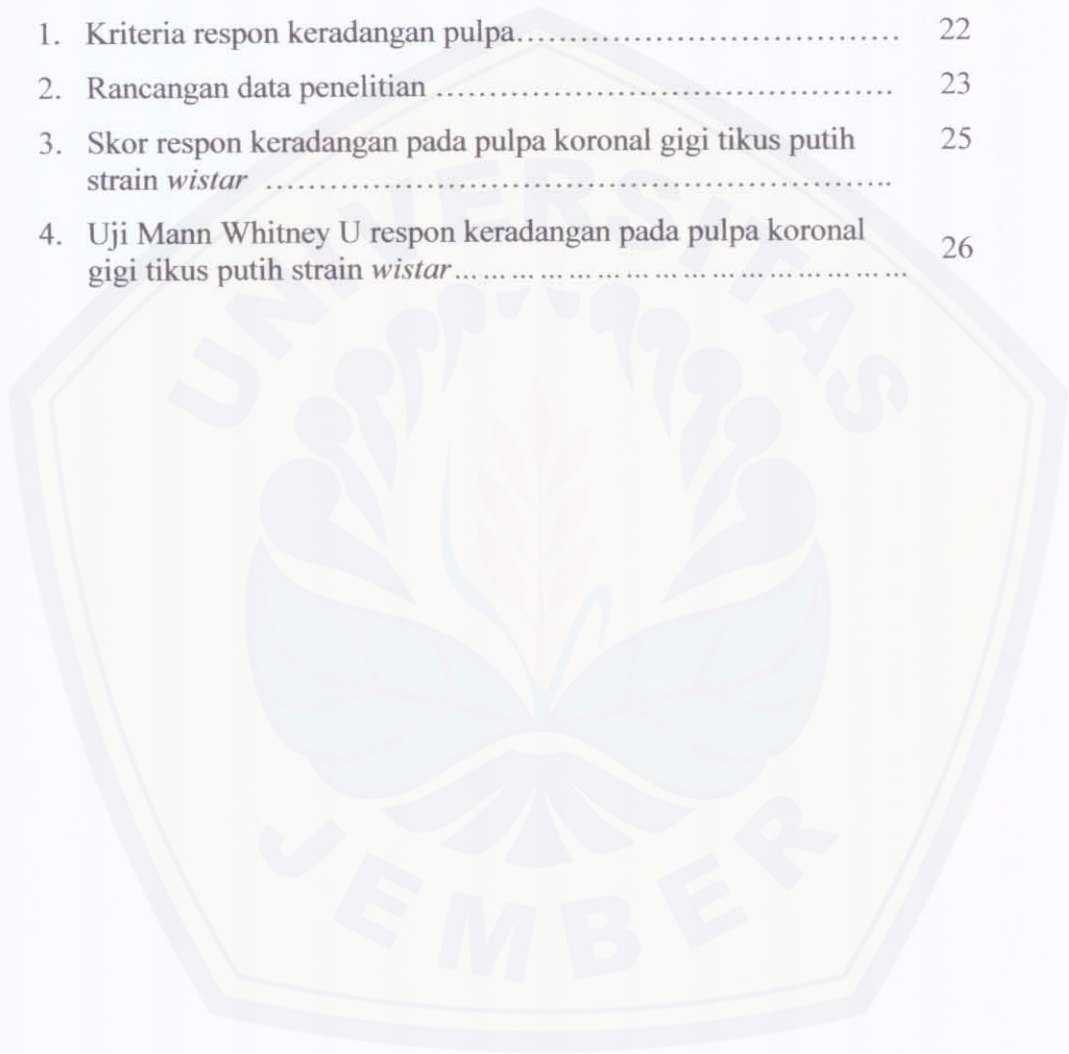 1. Kriteria respon keradangan pulpa.................................. 22
2. Rancangan data penelitian .......................................... 23
3. Skor respon keradangan pada pulpa koronal gigi tikus putih 25
strain wistar .........................................................
4. Uji Mann Whitney U respon keradangan pada pulpa koronal
gigi tikus putih strain wistar... ... ... ... ... ... ... ... ... ... ... ... ... ... 26
UNIVERSITAS
JEMBER